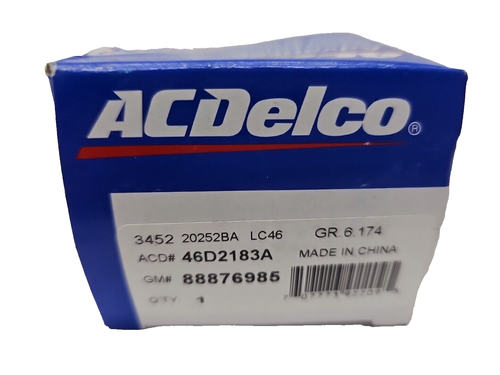 ACDelco®
3452 20252BA LC46 GR.6.174
ACD# 46D2183A MADE IN CHINA
GM# 88876985
QTY 1